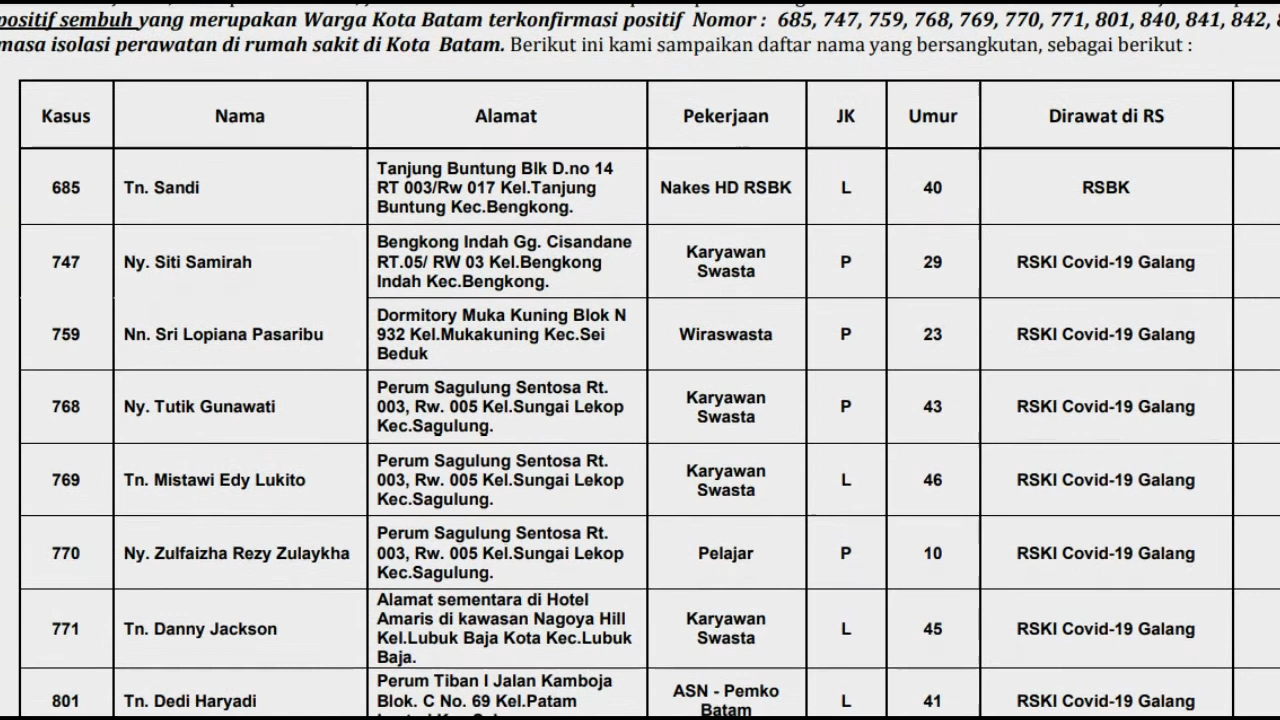 positif sembuh yang merupakan Warga Kota Batam terkonfirmasi positif Nomor : 685, 747, 759, 768, 769, 770, 771, 801, 840, 841, 842,
masa isolasi perawatan di rumah sakit di Kota Batam. Berikut ini kami sampaikan daftar nama yang bersangkutan, sebagai berikut :
Kasus Nama Alamat Pekerjaan JK Umur Dirawat di RS
685 Tn. Sandi
Tanjung Buntung Blk D.no 14
RT 003/Rw 017 Kel.Tanjung
Buntung Kec.Bengkong.
Nakes HD RSBK L 40 RSBK
747 Ny. Siti Samirah
Bengkong Indah Gg. Cisandane
RT.05/ RW 03 Kel.Bengkong
Indah Kec.Bengkong.
Karyawan
Swasta
P 29 RSKI Covid-19 Galang
759 Nn. Sri Lopiana Pasaribu
Dormitory Muka Kuning Blok N
932 Kel.Mukakuning Kec.Sei
Beduk
Wiraswasta P 23 RSKI Covid-19 Galang
768 Ny. Tutik Gunawati
Perum Sagulung Sentosa Rt.
003, Rw. 005 Kel.Sungai Lekop
Kec.Sagulung.
Karyawan
Swasta
P 43 RSKI Covid-19 Galang
769 Tn. Mistawi Edy Lukito
Perum Sagulung Sentosa Rt.
003, Rw. 005 Kel.Sungai Lekop
Kec.Sagulung.
Karyawan
Swasta
L 46 RSKI Covid-19 Galang
770 Ny. Zulfaizha Rezy Zulaykha
Perum Sagulung Sentosa Rt.
003, Rw. 005 Kel.Sungai Lekop
Kec.Sagulung.
Pelajar P 10 RSKI Covid-19 Galang
771 Tn. Danny Jackson
Alamat sementara di Hotel
Amaris di kawasan Nagoya Hill
Kel.Lubuk Baja Kota Kec.Lubuk
Baja.
Karyawan
Swasta
L 45 RSKI Covid-19 Galang
801 Tn. Dedi Haryadi
Perum Tiban I Jalan Kamboja
Blok. C No. 69 Kel.Patam
ASN - Pemko
Batam
L 41 RSKI Covid-19 Galang